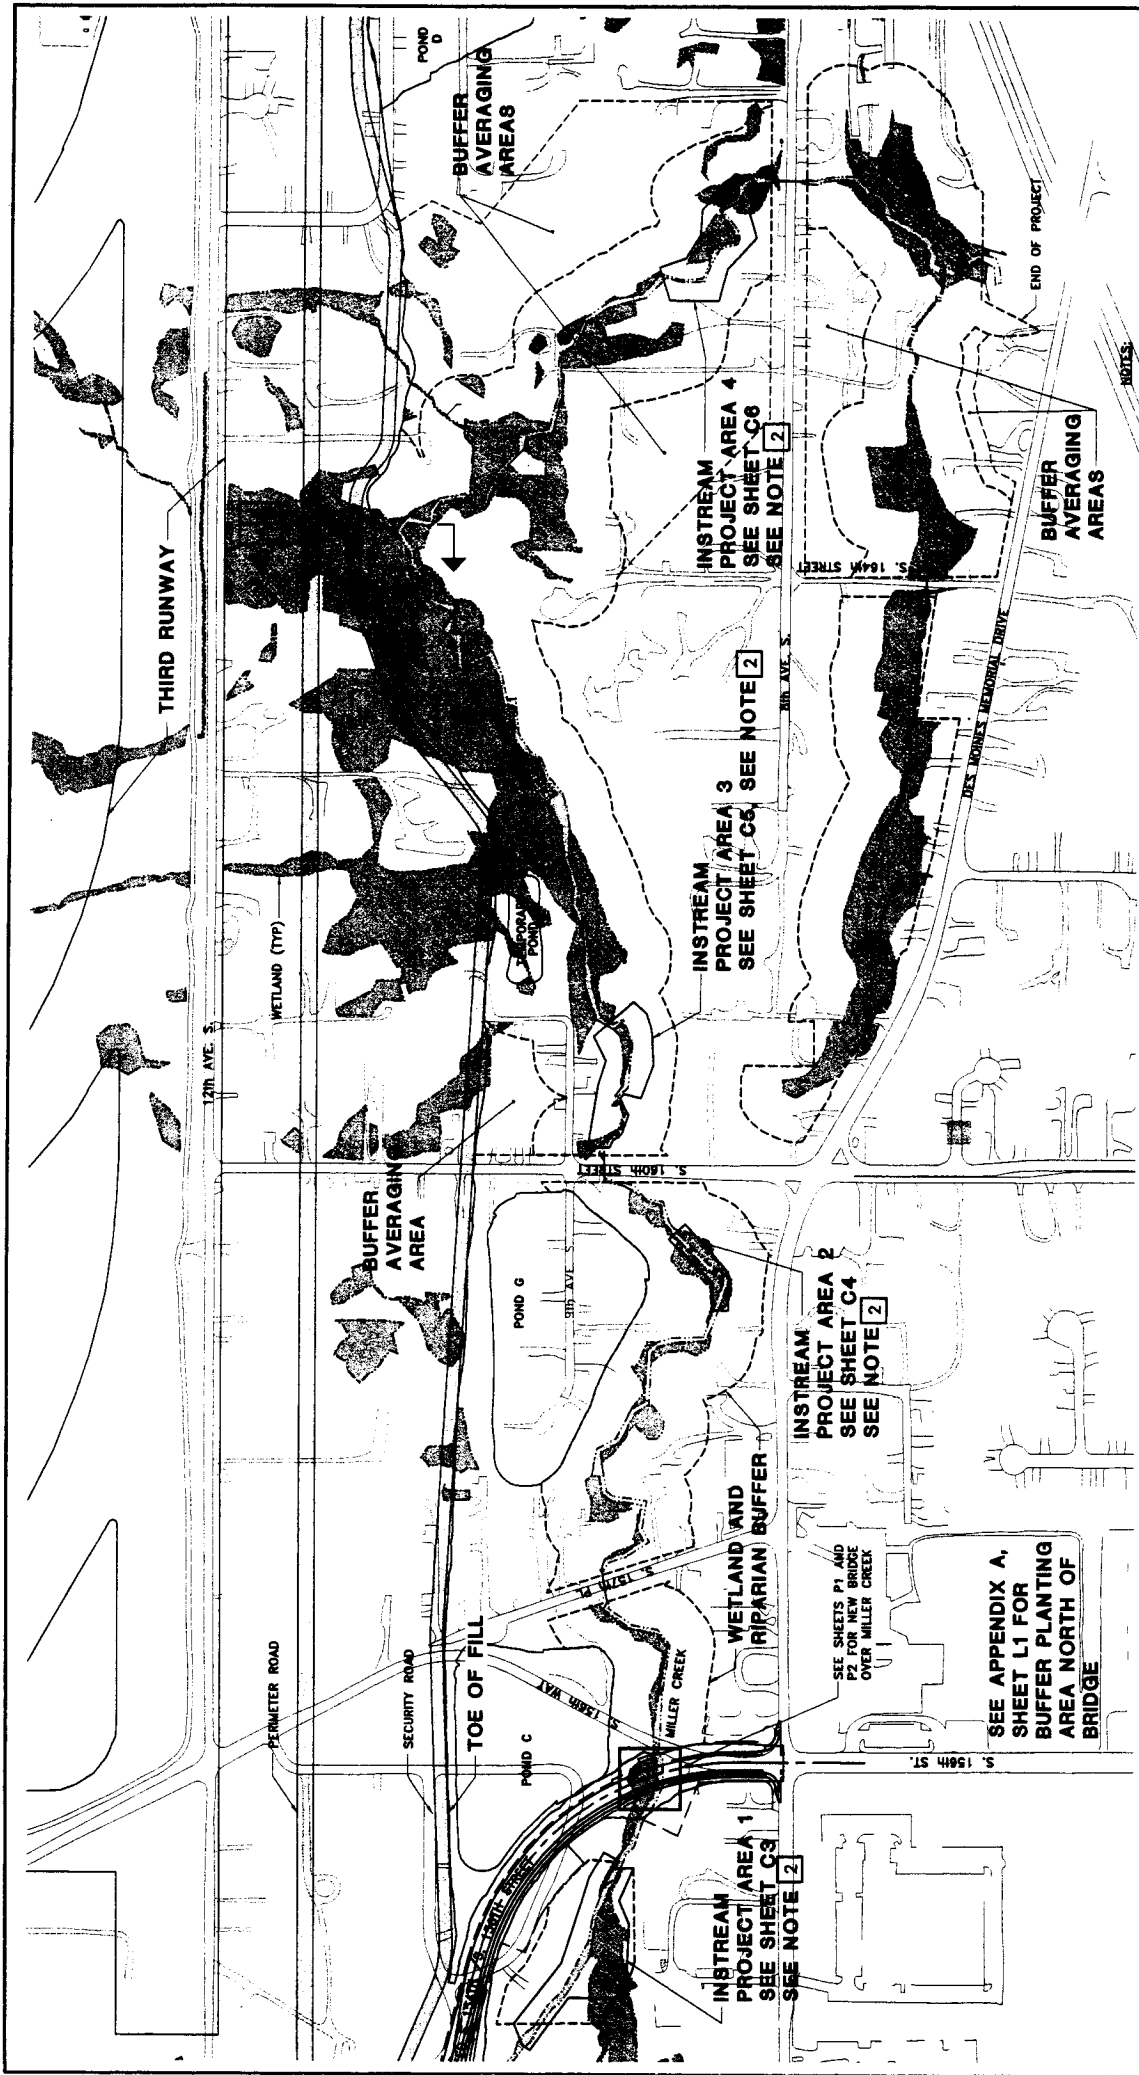 POND
D
BUFFER
AVERAGING
AREAS
THIRD RUNWAY
END OF PROJECT
NOTES:
INSTREAM
PROJECT AREA 4
SEE SHEET C6
SEE NOTE 2
BUFFER
AVERAGING
AREAS
S. 164th STREET
8th AVE. S.
DES MOINES MEMORIAL DRIVE
INSTREAM
PROJECT AREA 3
SEE SHEET C5, SEE NOTE 2
WETLAND (TYP)
POND
12th AVE. S.
BUFFER
AVERAGING
AREA
S. 160th STREET
POND G
9th AVE. S.
INSTREAM
PROJECT AREA 2
SEE SHEET C4
SEE NOTE 2
WETLAND AND
RIPARIAN BUFFER
S. 157th PL
SEE SHEETS P1 AND
P2 FOR NEW BRIDGE
OVER MILLER CREEK
SEE APPENDIX A,
SHEET L1 FOR
BUFFER PLANTING
AREA NORTH OF
BRIDGE
PERIMETER ROAD
SECURITY ROAD
TOE OF FILL
S. 156th WAY
POND C
MILLER CREEK
S. 156th ST.
INSTREAM
PROJECT AREA 1
SEE SHEET C3
SEE NOTE 2